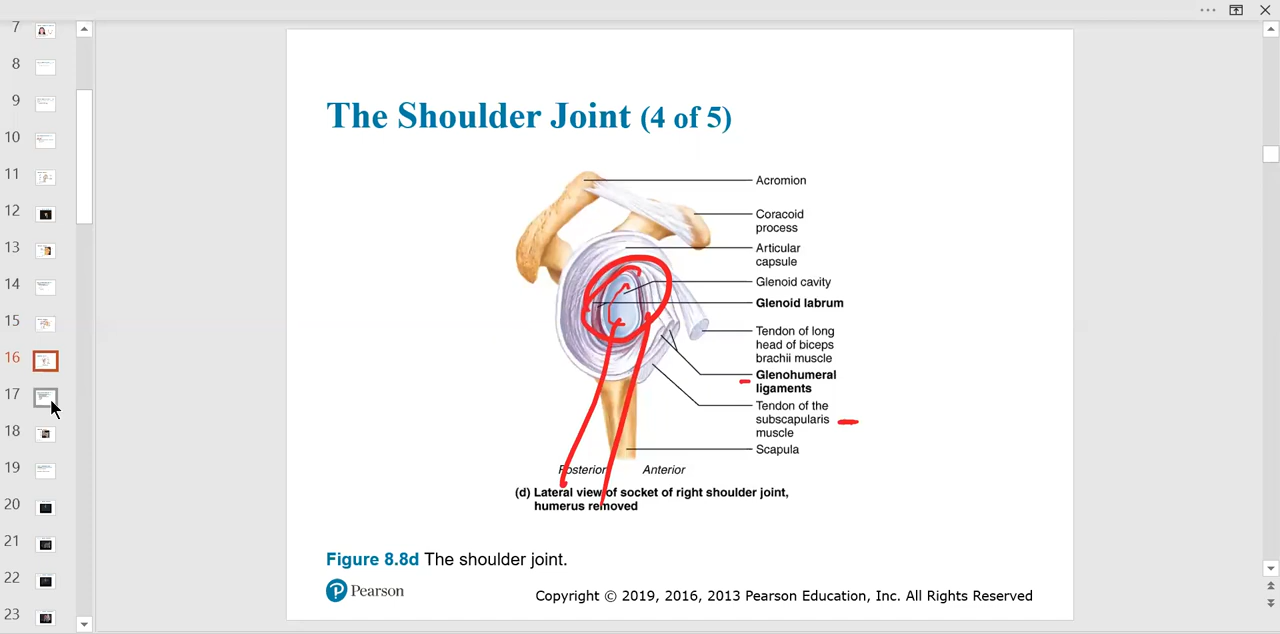 7
8
9
10
11
12
13
14
15
16
17
18
19
20
21
22
23
The Shoulder Joint (4 of 5)
Acromion
Coracoid
process
Articular
capsule
Glenoid cavity
Glenoid labrum
Tendon of long
head of biceps
brachii muscle
Glenohumeral
ligaments
Tendon of the
subscapularis
muscle
Scapula
Posterior Anterior
(d) Lateral view of socket of right shoulder joint,
humerus removed
Figure 8.8d The shoulder joint.
P Pearson
Copyright © 2019, 2016, 2013 Pearson Education, Inc. All Rights Reserved